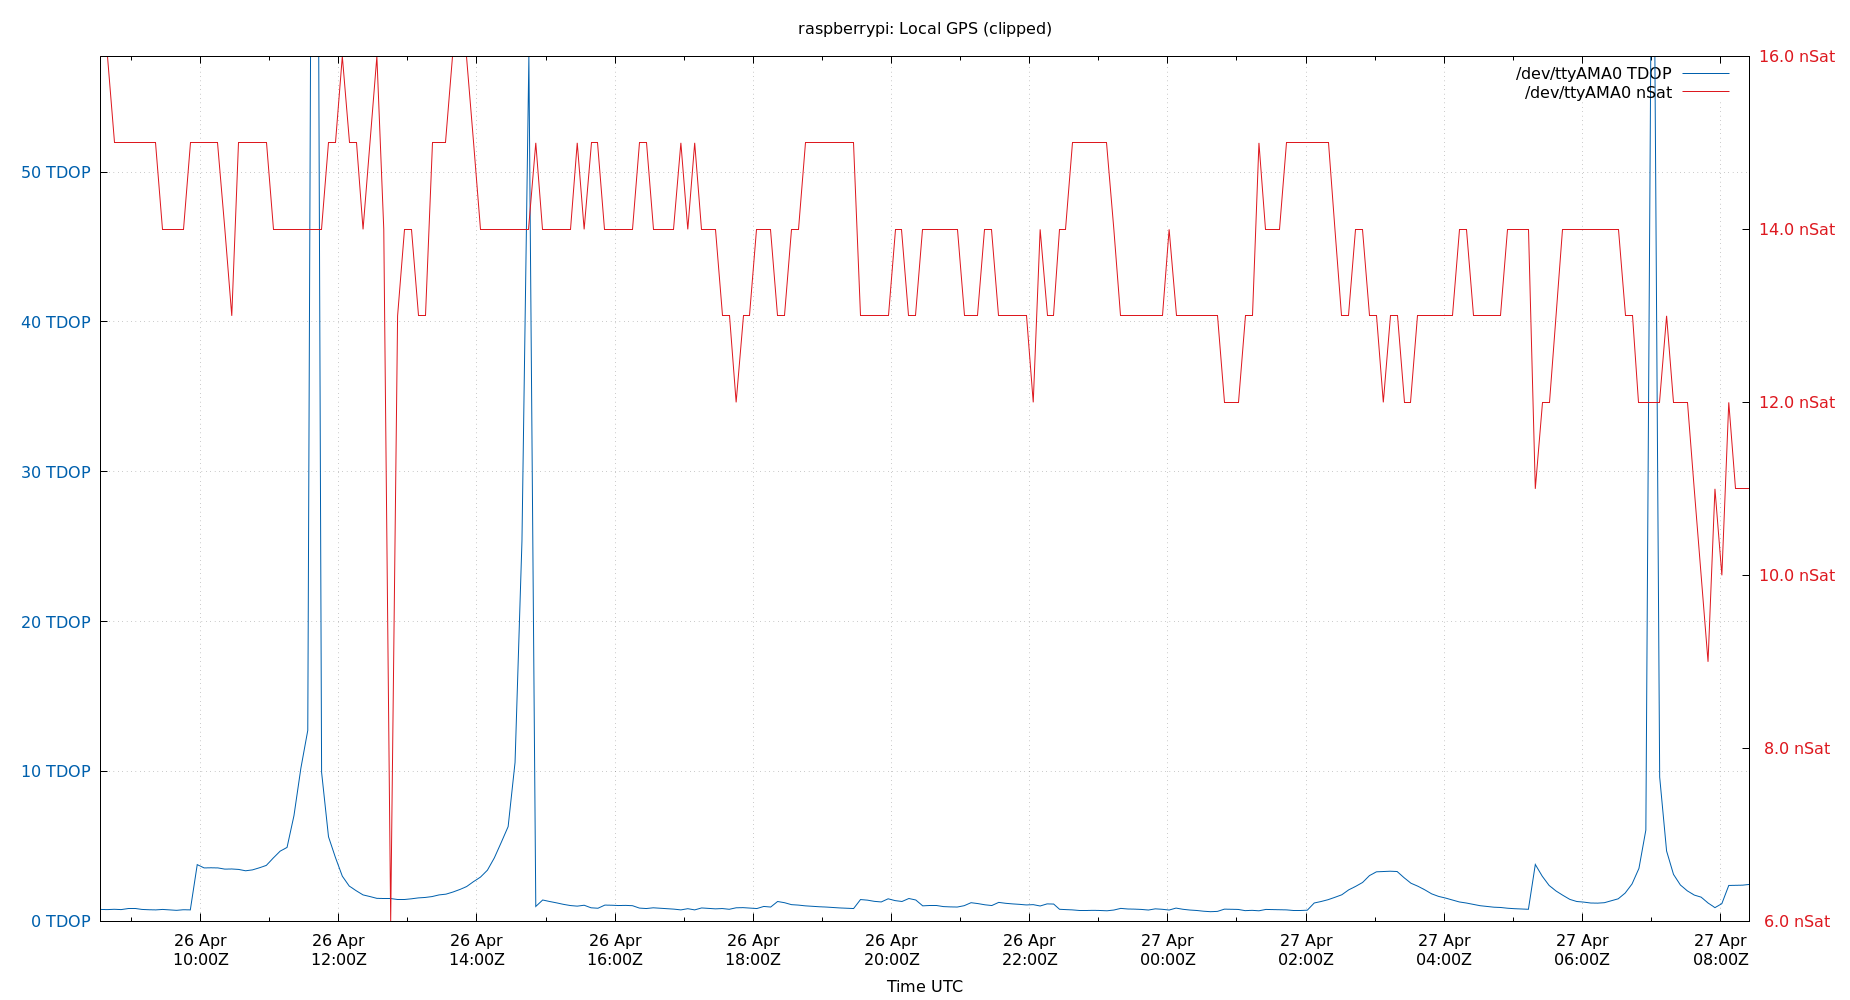 raspberrypi: Local GPS (clipped)
16.0 nSat
/dev/ttyAMA0 TDOP
/dev/ttyAMA0 nSat
50 TDOP
14.0 nSat
40 TDOP
12.0 nSat
30 TDOP
10.0 nSat
20 TDOP
8.0 nSat
10 TDOP
0 TDOP
6.0 nSat
26 Apr 26 Apr 26 Apr 26 Apr 26 Apr 26 Apr 26 Apr 27 Apr 27 Apr 27 Apr 27 Apr 27 Apr
10:00Z 12:00Z 14:00Z 16:00Z 18:00Z 20:00Z 22:00Z 00:00Z 02:00Z 04:00Z 06:00Z 08:00Z
Time UTC